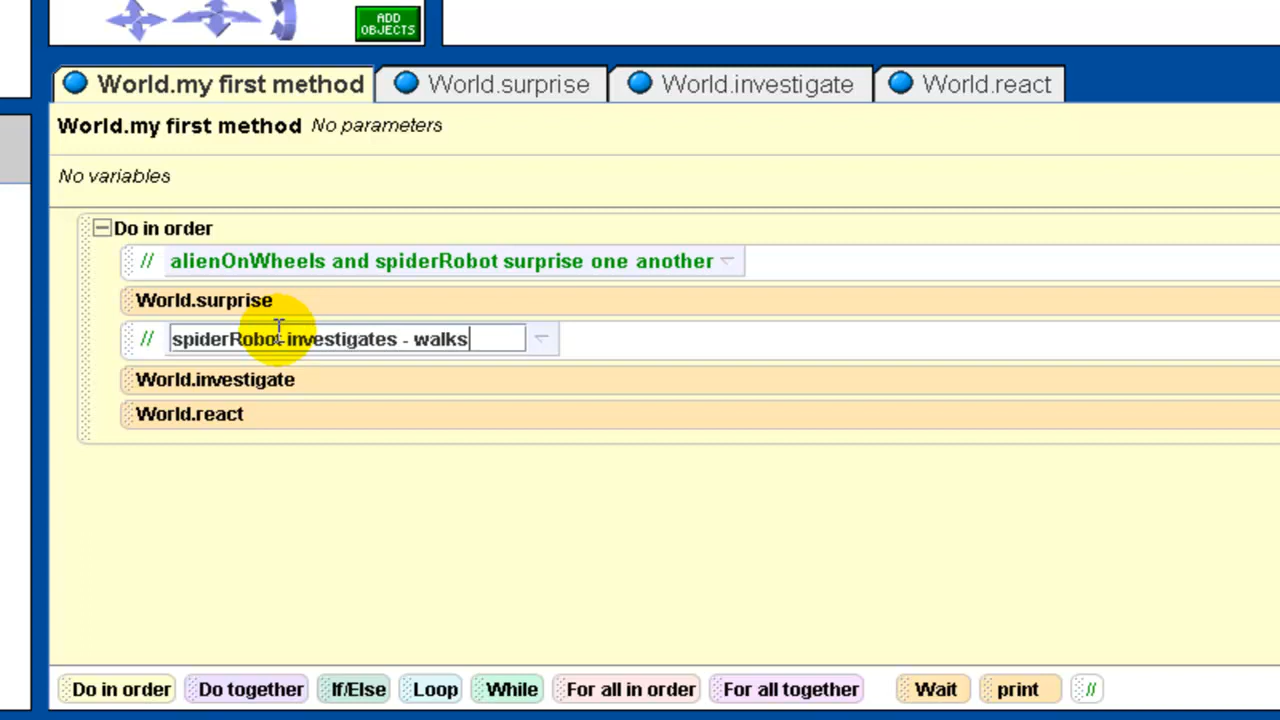 ADD
OBJECTS
World.my first method World.surprise World.investigate World.react
World.my first method No parameters
No variables
Do in order
// alienOnWheels and spiderRobot surprise one another
World.surprise
// spiderRobot investigates - walks
World.investigate
World.react
Do in order Do together If/Else Loop While For all in order For all together Wait print //